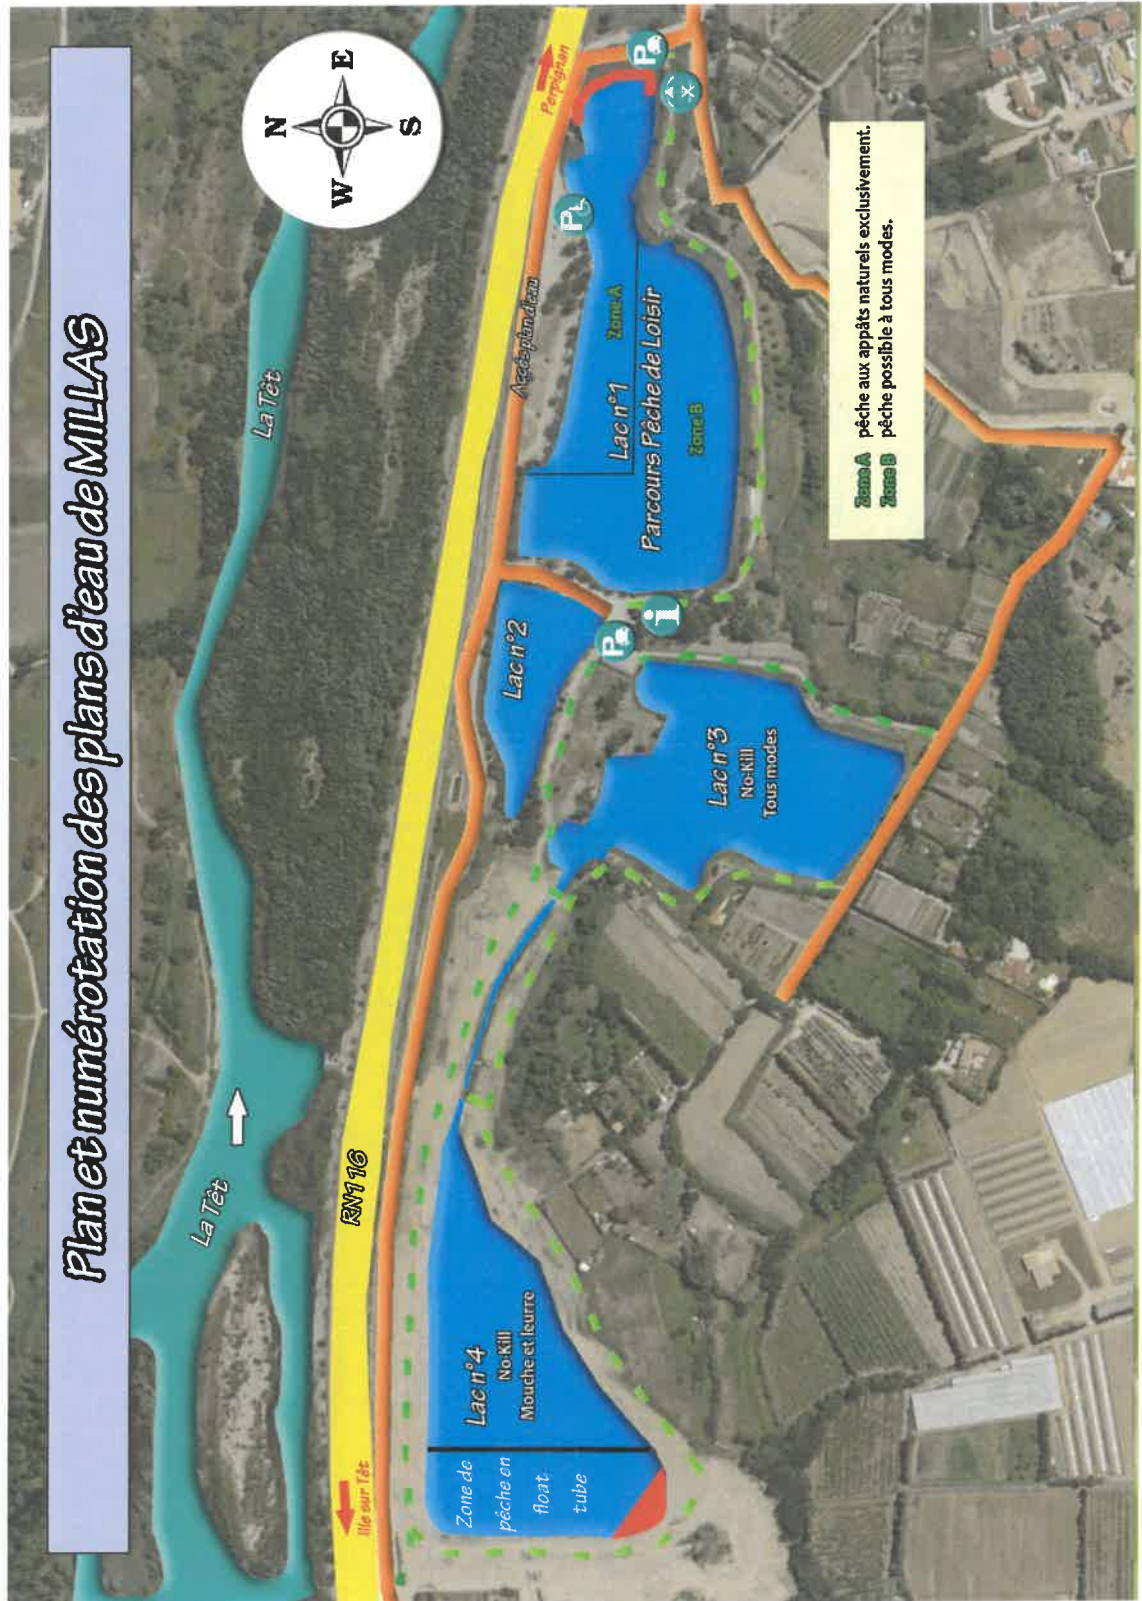 Plan et numérotation des plans d'eau de MILLAS
N
E
W
S
La Têt
La Têt
RN116
Ille sur Têt
Perpignan
Accès plan d'eau
Zone de
pêche en
float
tube
Lac n°4
No-Kill
Mouche et leurre
Lac n°2
Lac n°3
No-Kill
Tous modes
Lac n°1
Parcours Pêche de Loisir
Zone A
Zone B
P
i
P
P
Zone A pêche aux appâts naturels exclusivement.
Zone B pêche possible à tous modes.